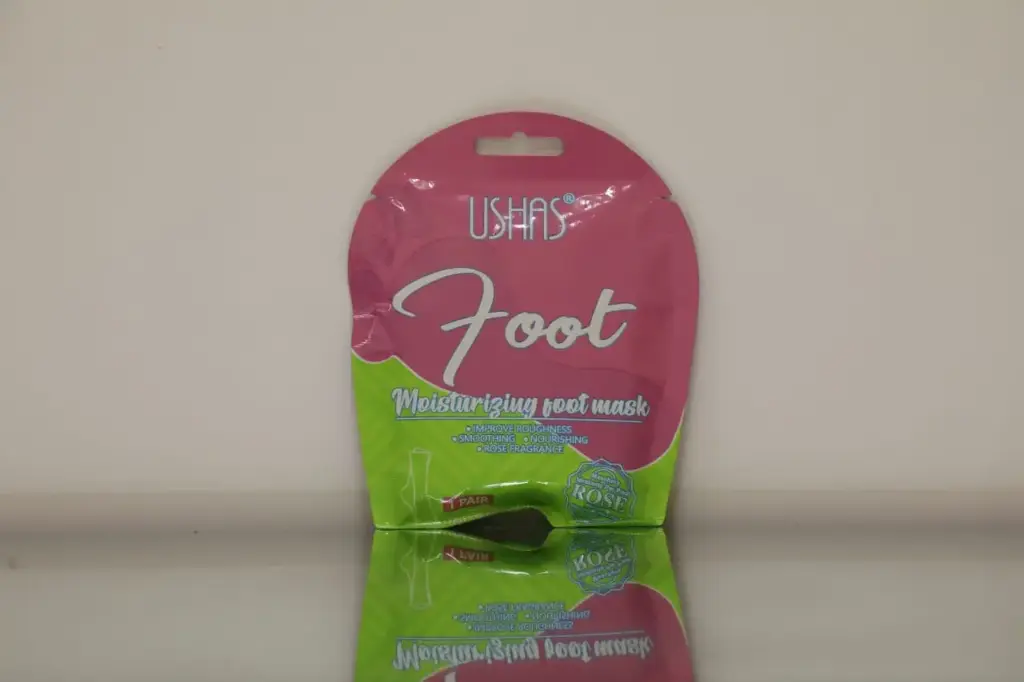 USHAS®
Foot
Moisturizing foot mask
• IMPROVE ROUGHNESS
• SMOOTHING • NOURISHING
• ROSE FRAGRANCE
1 PAIR
ROSE